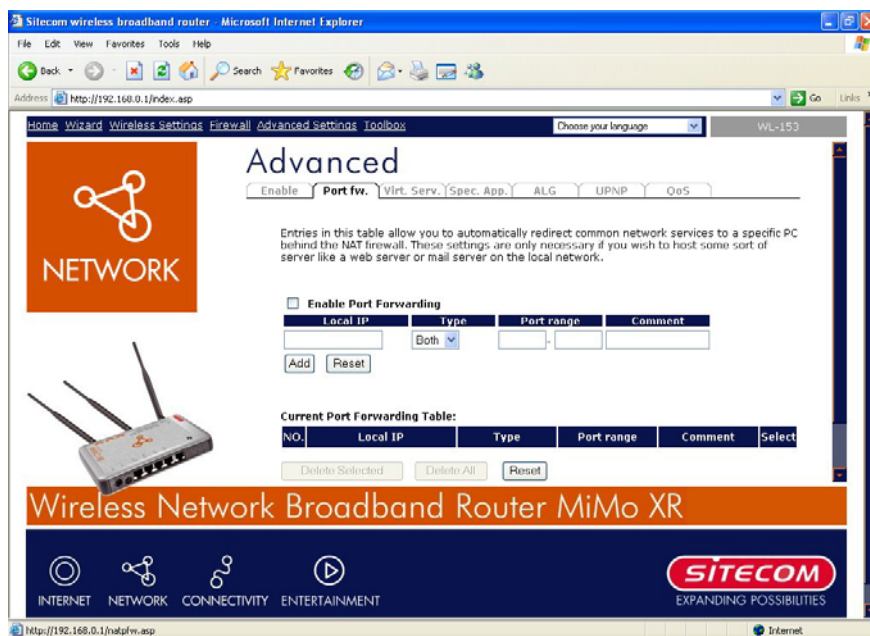 Sitecom wireless broadband router - Microsoft Internet Explorer
File Edit View Favorites Tools Help
Back Search Favorites
Address http://192.168.0.1/index.asp Go Links
Home Wizard Wireless Settings Firewall Advanced Settings Toolbox Choose your language WL-153
Advanced
Enable Port fw. Virt. Serv. Spec. App. ALG UPNP QoS
Entries in this table allow you to automatically redirect common network services to a specific PC
behind the NAT firewall. These settings are only necessary if you wish to host some sort of
server like a web server or mail server on the local network.
NETWORK
Enable Port Forwarding
Local IP Type Port range Comment
Both -
Add Reset
Current Port Forwarding Table:
NO. Local IP Type Port range Comment Select
Delete Selected Delete All Reset
Wireless Network Broadband Router MiMo XR
INTERNET NETWORK CONNECTIVITY ENTERTAINMENT
SITECOM
EXPANDING POSSIBILITIES
http://192.168.0.1/natpfw.asp Internet